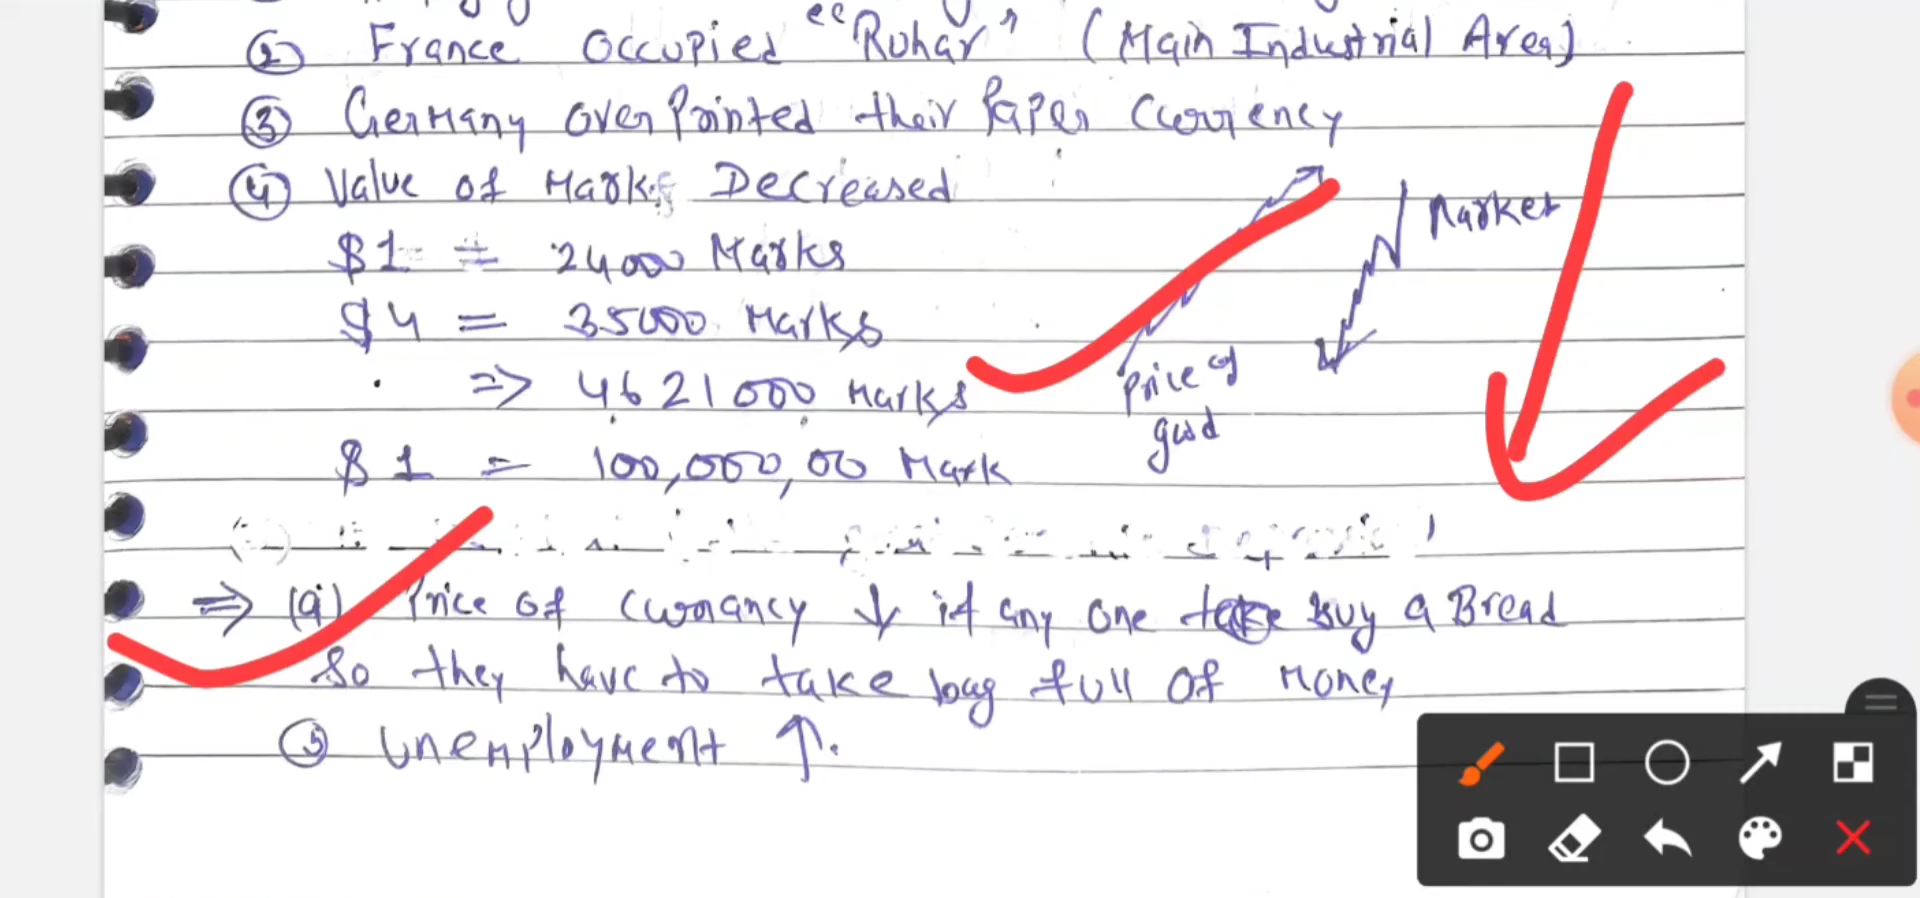 ② France Occupied "Ruhar" (Main Industrial Area)
③ Germany over Printed their Paper Currency
④ Value of Marks Decreased
$1 = 24000 Marks
$4 = 35000 Marks
=> 4621000 Marks
$1 = 100,000,00 Mark
Market
Price of
good
=> (a) Price of Currancy ↓ if any one take buy a Bread
So they have to take bag full of Money
⑤ Unemployment ↑.